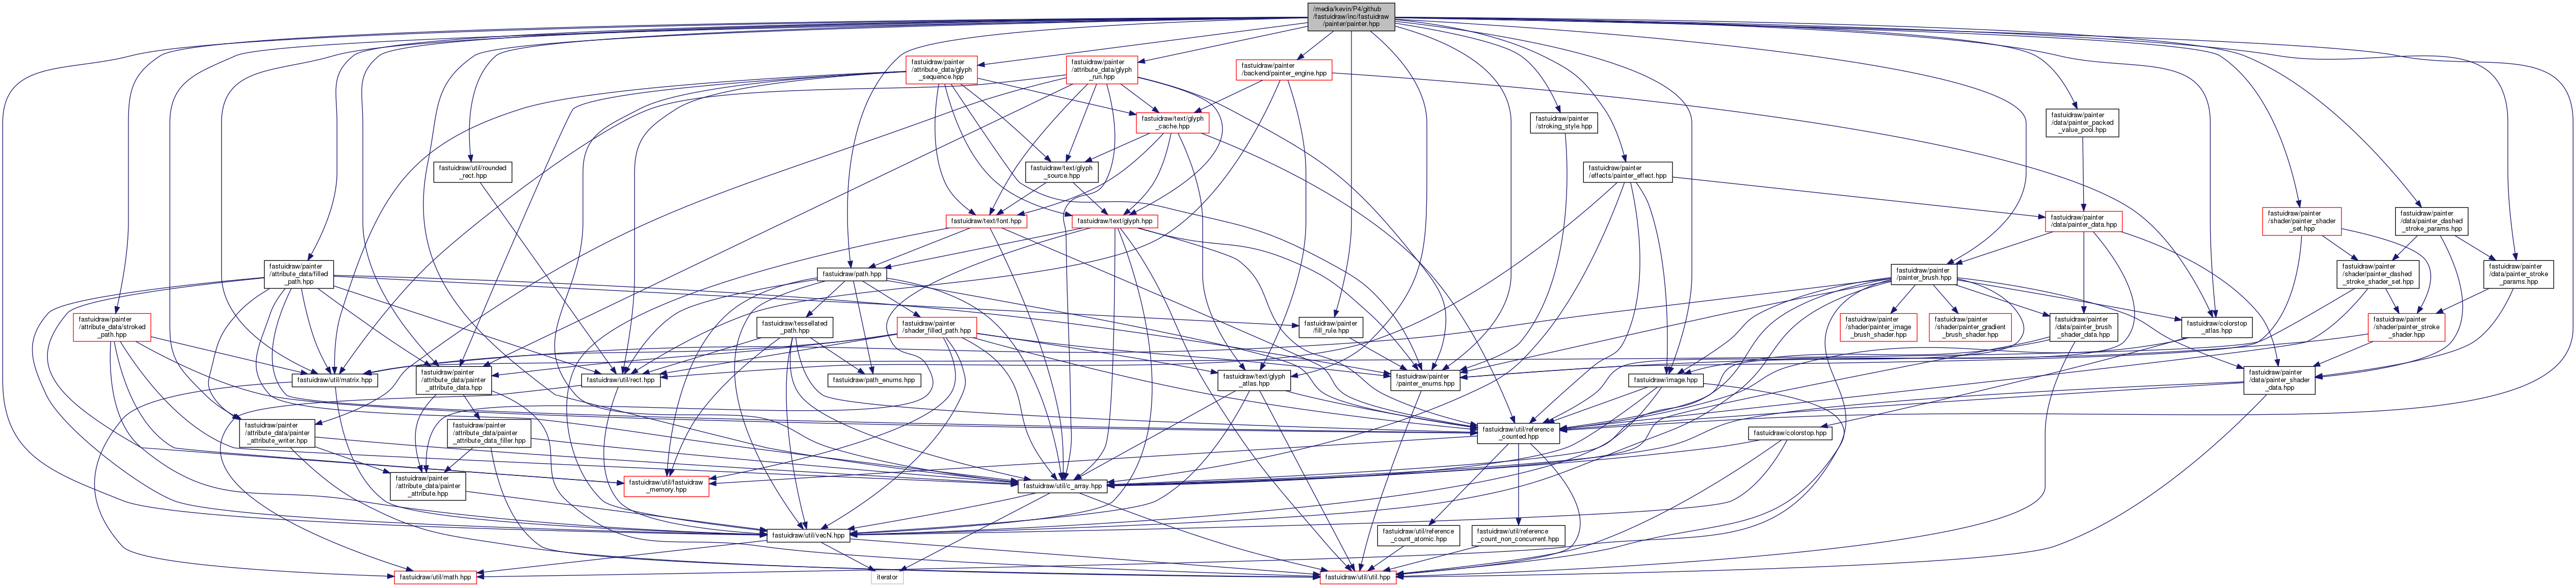 /media/kevin/P4/github
/fastuidraw/inc/fastuidraw
/painter/painter.hpp
fastuidraw/painter
/attribute_data/glyph
_sequence.hpp
fastuidraw/painter
/attribute_data/glyph
_run.hpp
fastuidraw/painter
/backend/painter_engine.hpp
fastuidraw/text/glyph
_cache.hpp
fastuidraw/painter
/stroking_style.hpp
fastuidraw/painter
/data/painter_packed
_value_pool.hpp
fastuidraw/util/rounded
_rect.hpp
fastuidraw/text/glyph
_source.hpp
fastuidraw/painter
/effects/painter_effect.hpp
fastuidraw/text/font.hpp
fastuidraw/text/glyph.hpp
fastuidraw/painter
/data/painter_data.hpp
fastuidraw/painter
/shader/painter_shader
_set.hpp
fastuidraw/painter
/data/painter_dashed
_stroke_params.hpp
fastuidraw/painter
/attribute_data/filled
_path.hpp
fastuidraw/path.hpp
fastuidraw/painter
/painter_brush.hpp
fastuidraw/painter
/shader/painter_dashed
_stroke_shader_set.hpp
fastuidraw/painter
/data/painter_stroke
_params.hpp
fastuidraw/painter
/attribute_data/stroked
_path.hpp
fastuidraw/tessellated
_path.hpp
fastuidraw/painter
/shader_filled_path.hpp
fastuidraw/painter
/fill_rule.hpp
fastuidraw/painter
/shader/painter_image
_brush_shader.hpp
fastuidraw/painter
/shader/painter_gradient
_brush_shader.hpp
fastuidraw/painter
/data/painter_brush
_shader_data.hpp
fastuidraw/colorstop
_atlas.hpp
fastuidraw/painter
/shader/painter_stroke
_shader.hpp
fastuidraw/util/matrix.hpp
fastuidraw/painter
/attribute_data/painter
_attribute_data.hpp
fastuidraw/util/rect.hpp
fastuidraw/path_enums.hpp
fastuidraw/text/glyph
_atlas.hpp
fastuidraw/painter
/painter_enums.hpp
fastuidraw/image.hpp
fastuidraw/painter
/data/painter_shader
_data.hpp
fastuidraw/painter
/attribute_data/painter
_attribute_writer.hpp
fastuidraw/painter
/attribute_data/painter
_attribute_data_filler.hpp
fastuidraw/util/reference
_counted.hpp
fastuidraw/colorstop.hpp
fastuidraw/painter
/attribute_data/painter
_attribute.hpp
fastuidraw/util/fastuidraw
_memory.hpp
fastuidraw/util/c_array.hpp
fastuidraw/util/vecN.hpp
fastuidraw/util/reference
_count_atomic.hpp
fastuidraw/util/reference
_count_non_concurrent.hpp
fastuidraw/util/math.hpp
iterator
fastuidraw/util/util.hpp